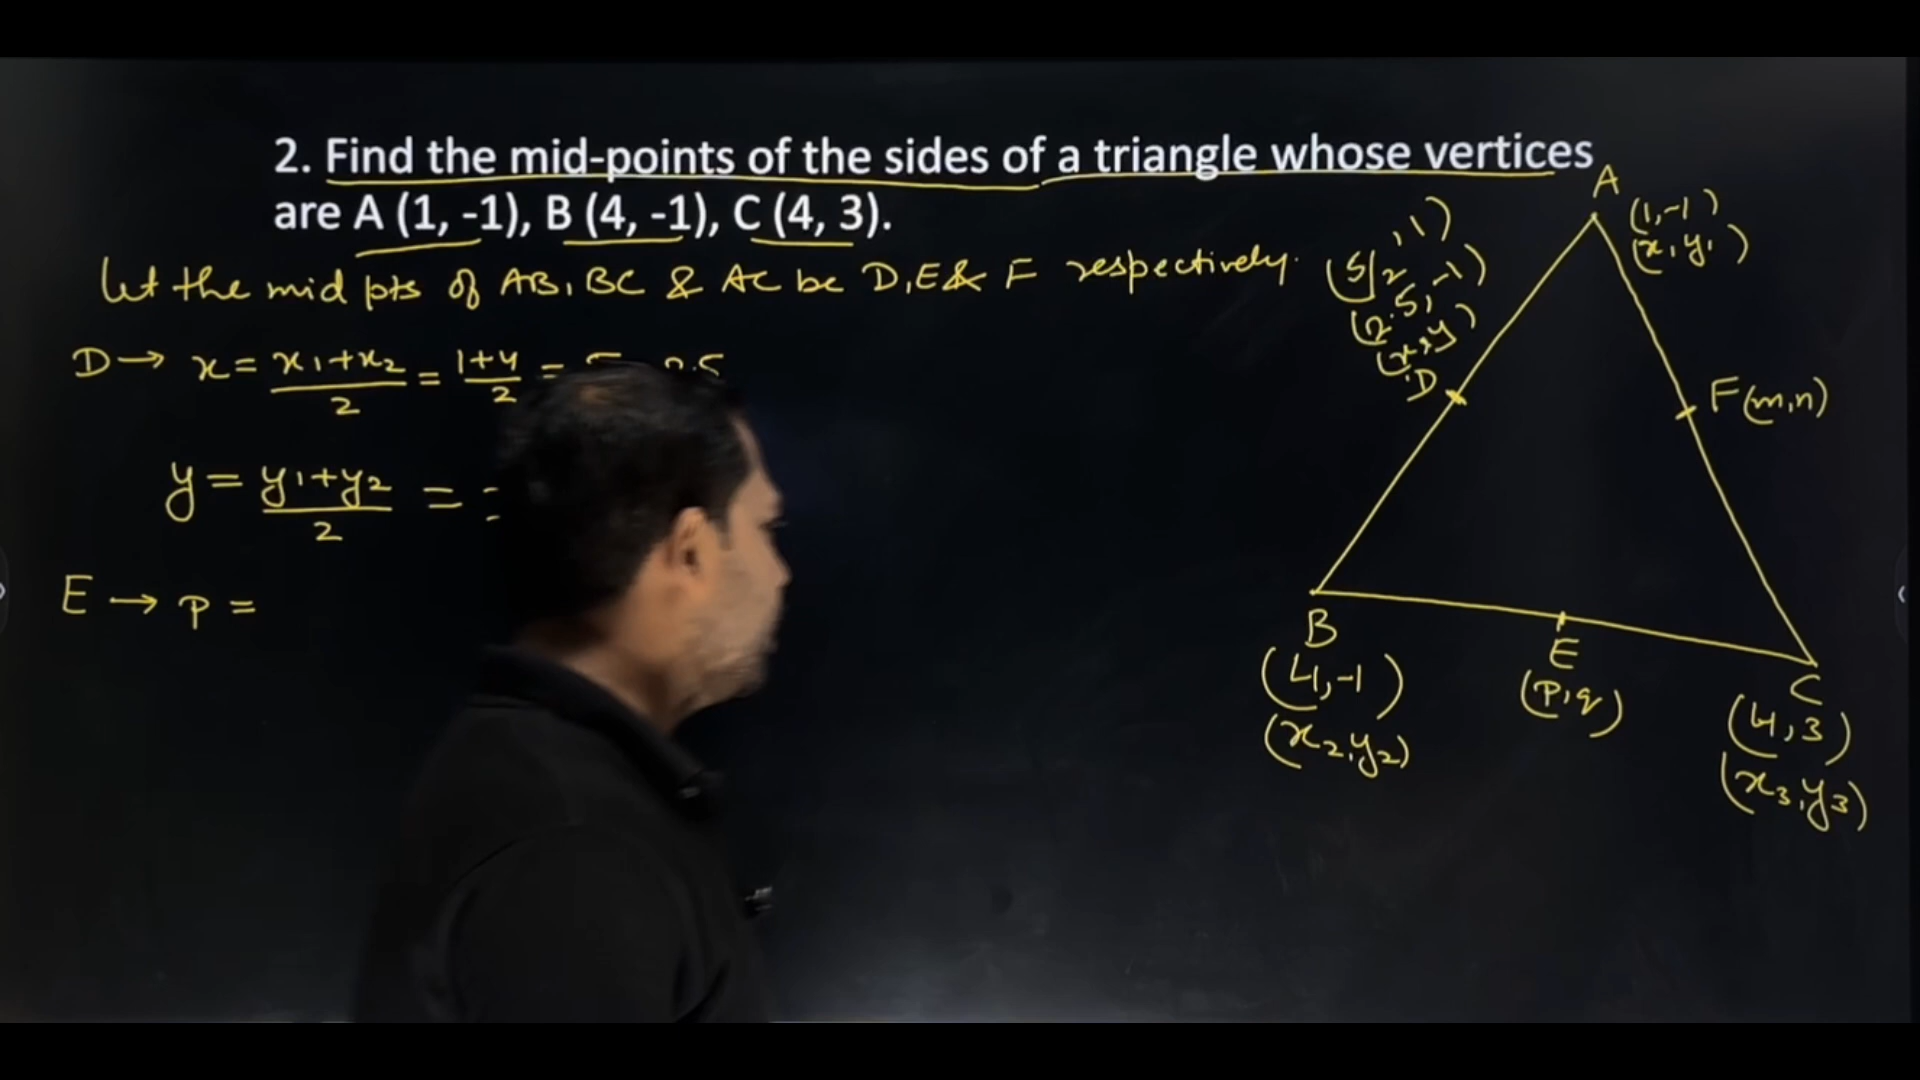 2. Find the mid-points of the sides of a triangle whose vertices
are A (1, -1), B (4, -1), C (4, 3).
Let the mid pts of AB, BC & AC be D, E & F respectively.
D → x = x₁+x₂/2 = 1+4/2 = 2.5
y = y₁+y₂/2 =
E → p =
A
(1, -1)
(x₁ y₁)
(5/2, 1)
(2.5, -1)
(x, y)
D
F (m, n)
B
(4, -1)
(x₂, y₂)
E
(p, q)
C
(4, 3)
(x₃, y₃)